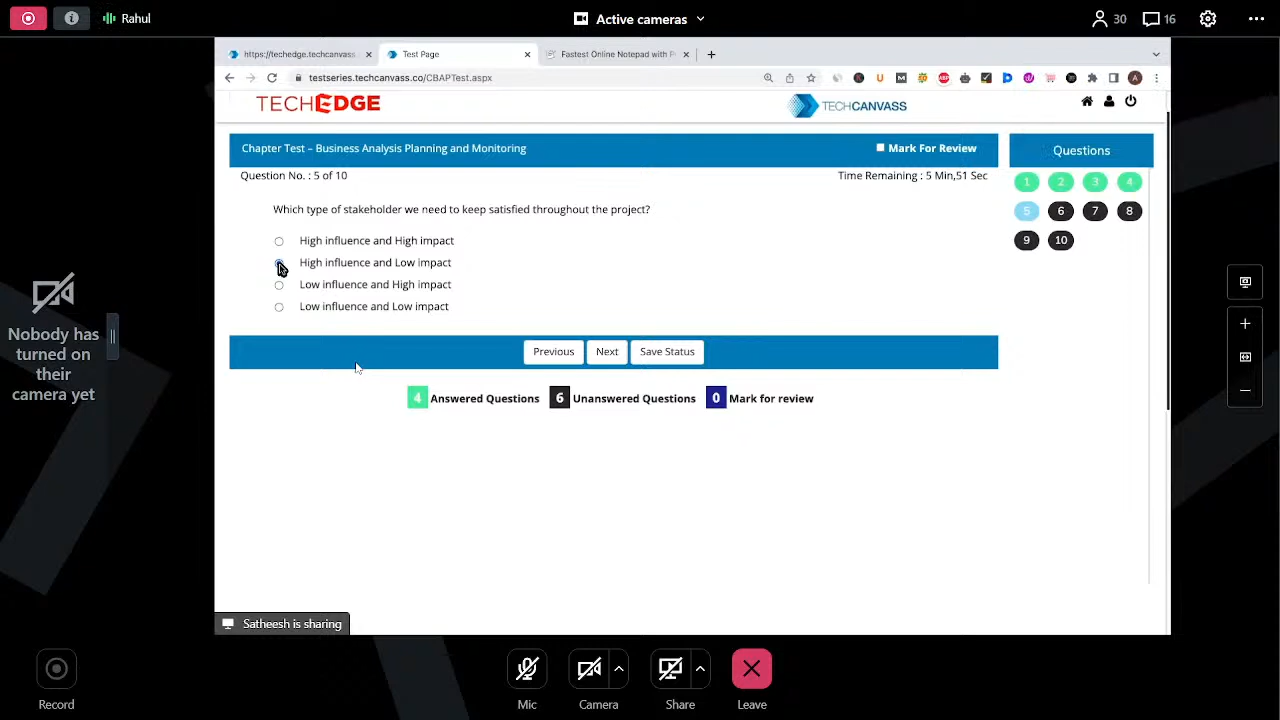 Rahul
Active cameras
30
16
https://techedge.techcanvass
Test Page
Fastest Online Notepad with F
testseries.techcanvass.co/CBAPTest.aspx
A
TECHEDGE
TECHCANVASS
Chapter Test – Business Analysis Planning and Monitoring
Mark For Review
Questions
Question No. : 5 of 10
Time Remaining : 5 Min,51 Sec
1 2 3 4
5 6 7 8
9 10
Which type of stakeholder we need to keep satisfied throughout the project?
High influence and High impact
High influence and Low impact
Low influence and High impact
Low influence and Low impact
Previous
Next
Save Status
4 Answered Questions
6 Unanswered Questions
0 Mark for review
Nobody has
turned on
their
camera yet
Satheesh is sharing
Record
Mic
Camera
Share
Leave